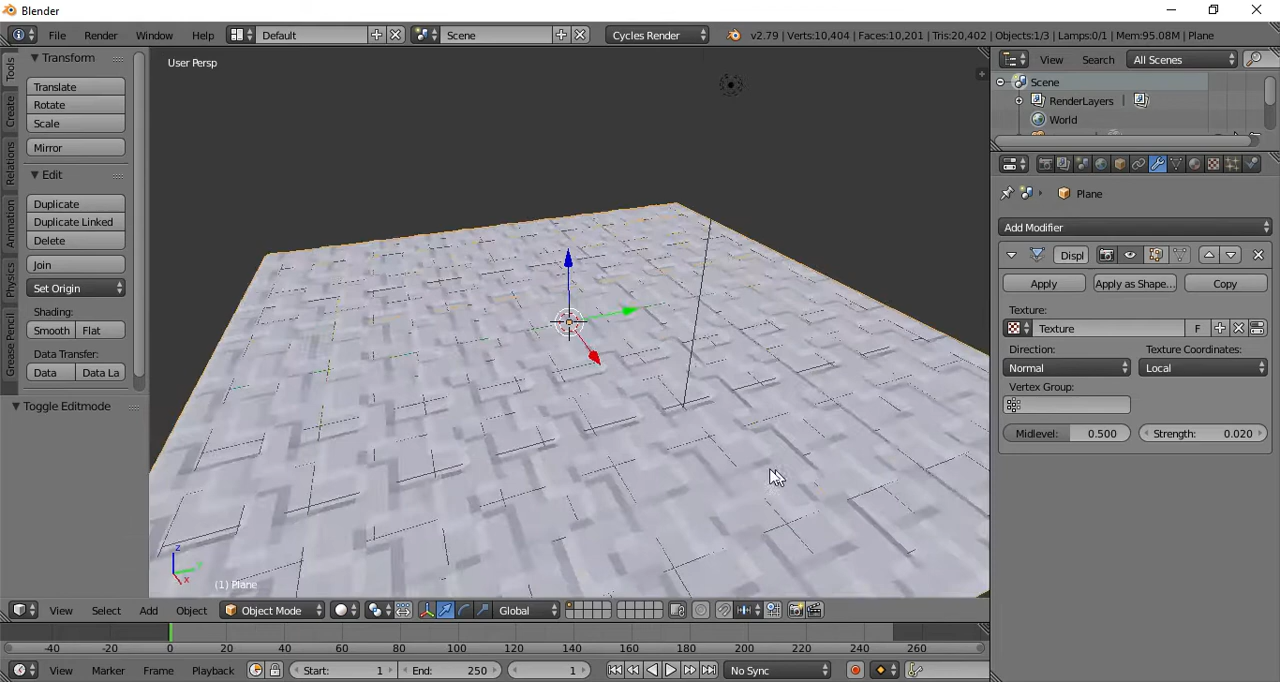 Blender
File Render Window Help Default Scene Cycles Render v2.79 | Verts:10,404 | Faces:10,201 | Tris:20,402 | Objects:1/3 | Lamps:0/1 | Mem:95.08M | Plane
Tools
Create
Relations
Animation
Physics
Grease Pencil
Transform
Translate
Rotate
Scale
Mirror
Edit
Duplicate
Duplicate Linked
Delete
Join
Set Origin
Shading:
Smooth Flat
Data Transfer:
Data Data La
Toggle Editmode
User Persp
z
y
x
(1) Plane
View Select Add Object Object Mode Global
-40 -20 0 20 40 60 80 100 120 140 160 180 200 220 240 260
View Marker Frame Playback Start: 1 End: 250 1 No Sync
View Search All Scenes
Scene
RenderLayers |
World
Plane
Add Modifier
Displ
Apply Apply as Shape... Copy
Texture:
Texture F
Direction: Texture Coordinates:
Normal Local
Vertex Group:
Midlevel: 0.500 Strength: 0.020